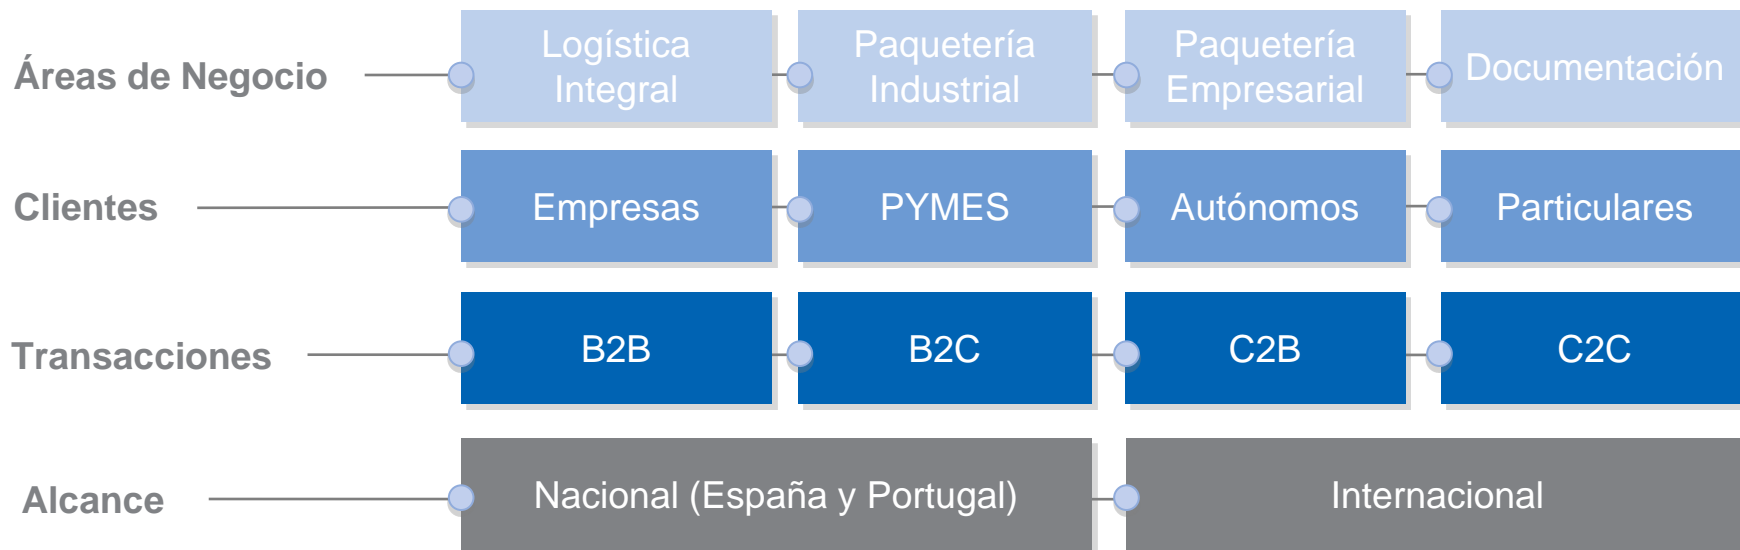 Áreas de Negocio
Logística
Integral
Paquetería
Industrial
Paquetería
Empresarial
Documentación
Clientes
Empresas
PYMES
Autónomos
Particulares
Transacciones
B2B
B2C
C2B
C2C
Alcance
Nacional (España y Portugal)
Internacional